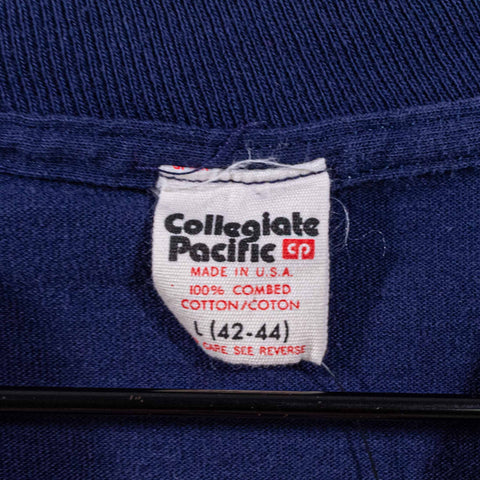 Collegiate
Pacific cp
MADE IN U.S.A.
100% COMBED
COTTON/COTON
L (42-44)
CARE SEE REVERSE